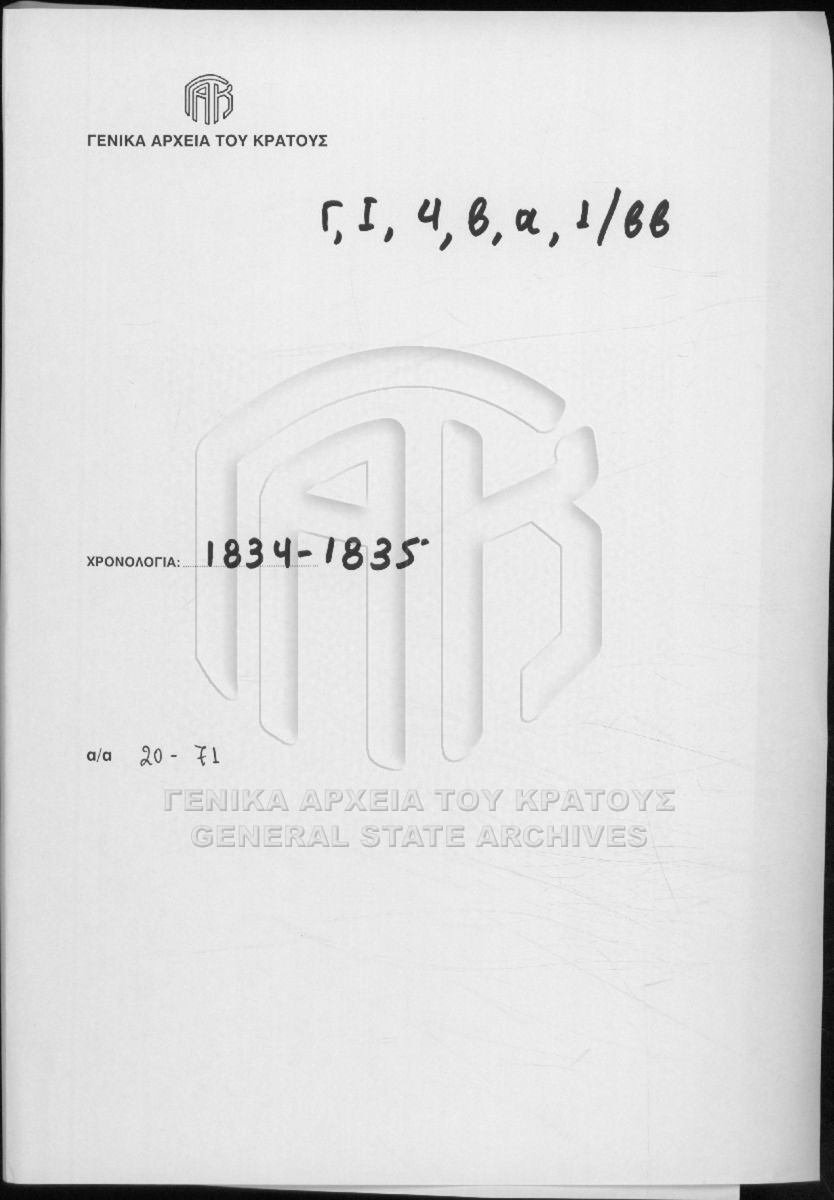 ΓΕΝΙΚΑ ΑΡΧΕΙΑ ΤΟΥ ΚΡΑΤΟΥΣ
Γ, Ι, 4, β, α, 1/ββ
ΧΡΟΝΟΛΟΓΙΑ: 1834-1835
α/α 20 - 71
ΓΕΝΙΚΑ ΑΡΧΕΙΑ ΤΟΥ ΚΡΑΤΟΥΣ
GENERAL STATE ARCHIVES